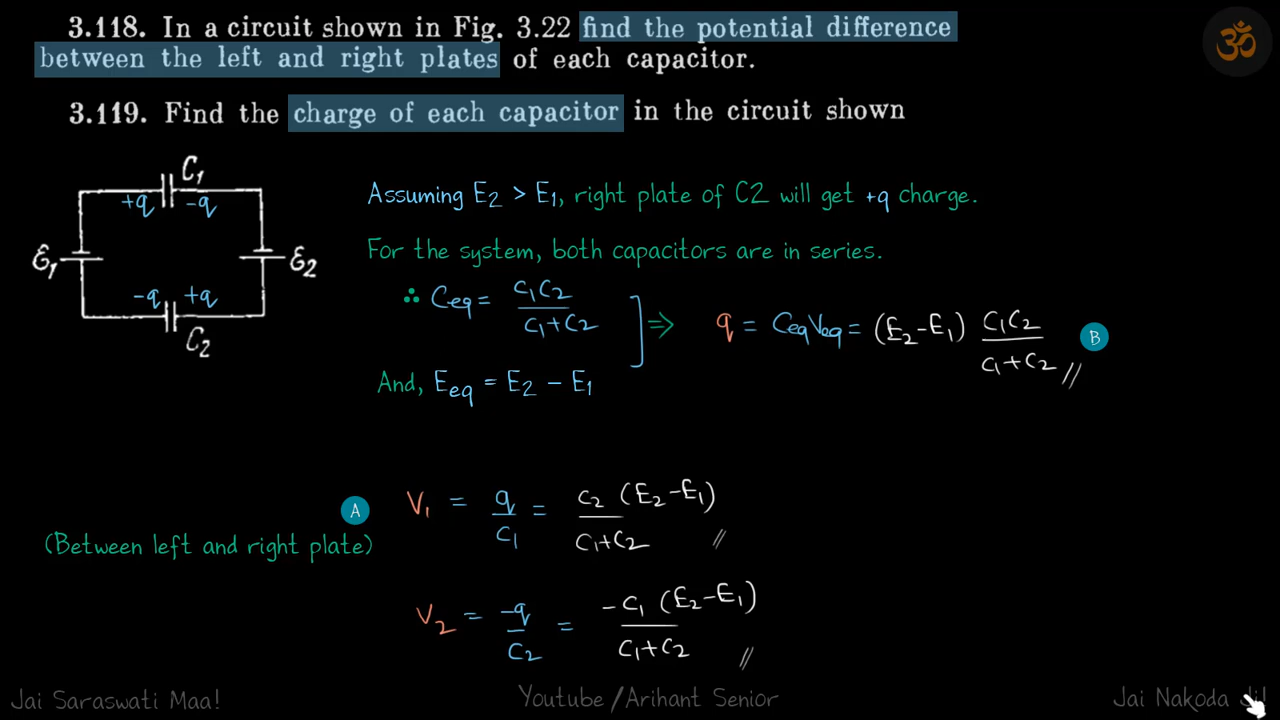 3.118. In a circuit shown in Fig. 3.22 find the potential difference
between the left and right plates of each capacitor.
3.119. Find the charge of each capacitor in the circuit shown
ॐ
C1
+q -q
ℰ1
ℰ2
-q +q
C2
Assuming E2 > E1, right plate of C2 will get +q charge.
For the system, both capacitors are in series.
∴ Ceq = C1C2 / C1+C2
And, Eeq = E2 - E1
⇒ q = CeqVeq = (E2-E1) C1C2 / C1+C2 //
B
A
V1 = q / C1 = C2 (E2-E1) / C1+C2 //
(Between left and right plate)
V2 = -q / C2 = -C1 (E2-E1) / C1+C2 //
Jai Saraswati Maa!
Youtube /Arihant Senior
Jai Nakoda Ji!